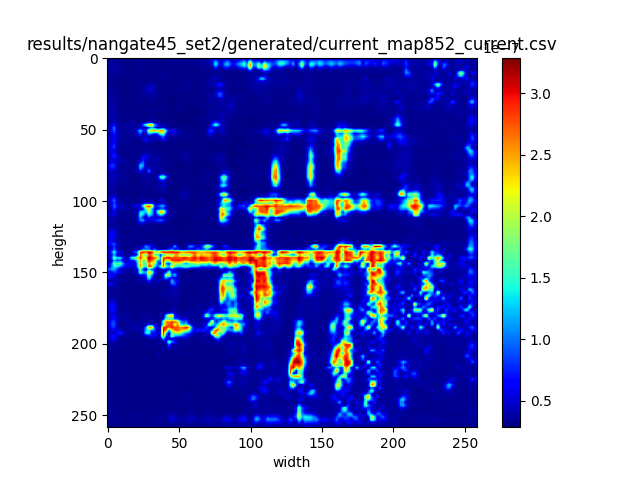 results/nangate45_set2/generated/current_map852_current.csv
1e−7
0
50
100
150
200
250
height
0 50 100 150 200 250
width
3.0
2.5
2.0
1.5
1.0
0.5